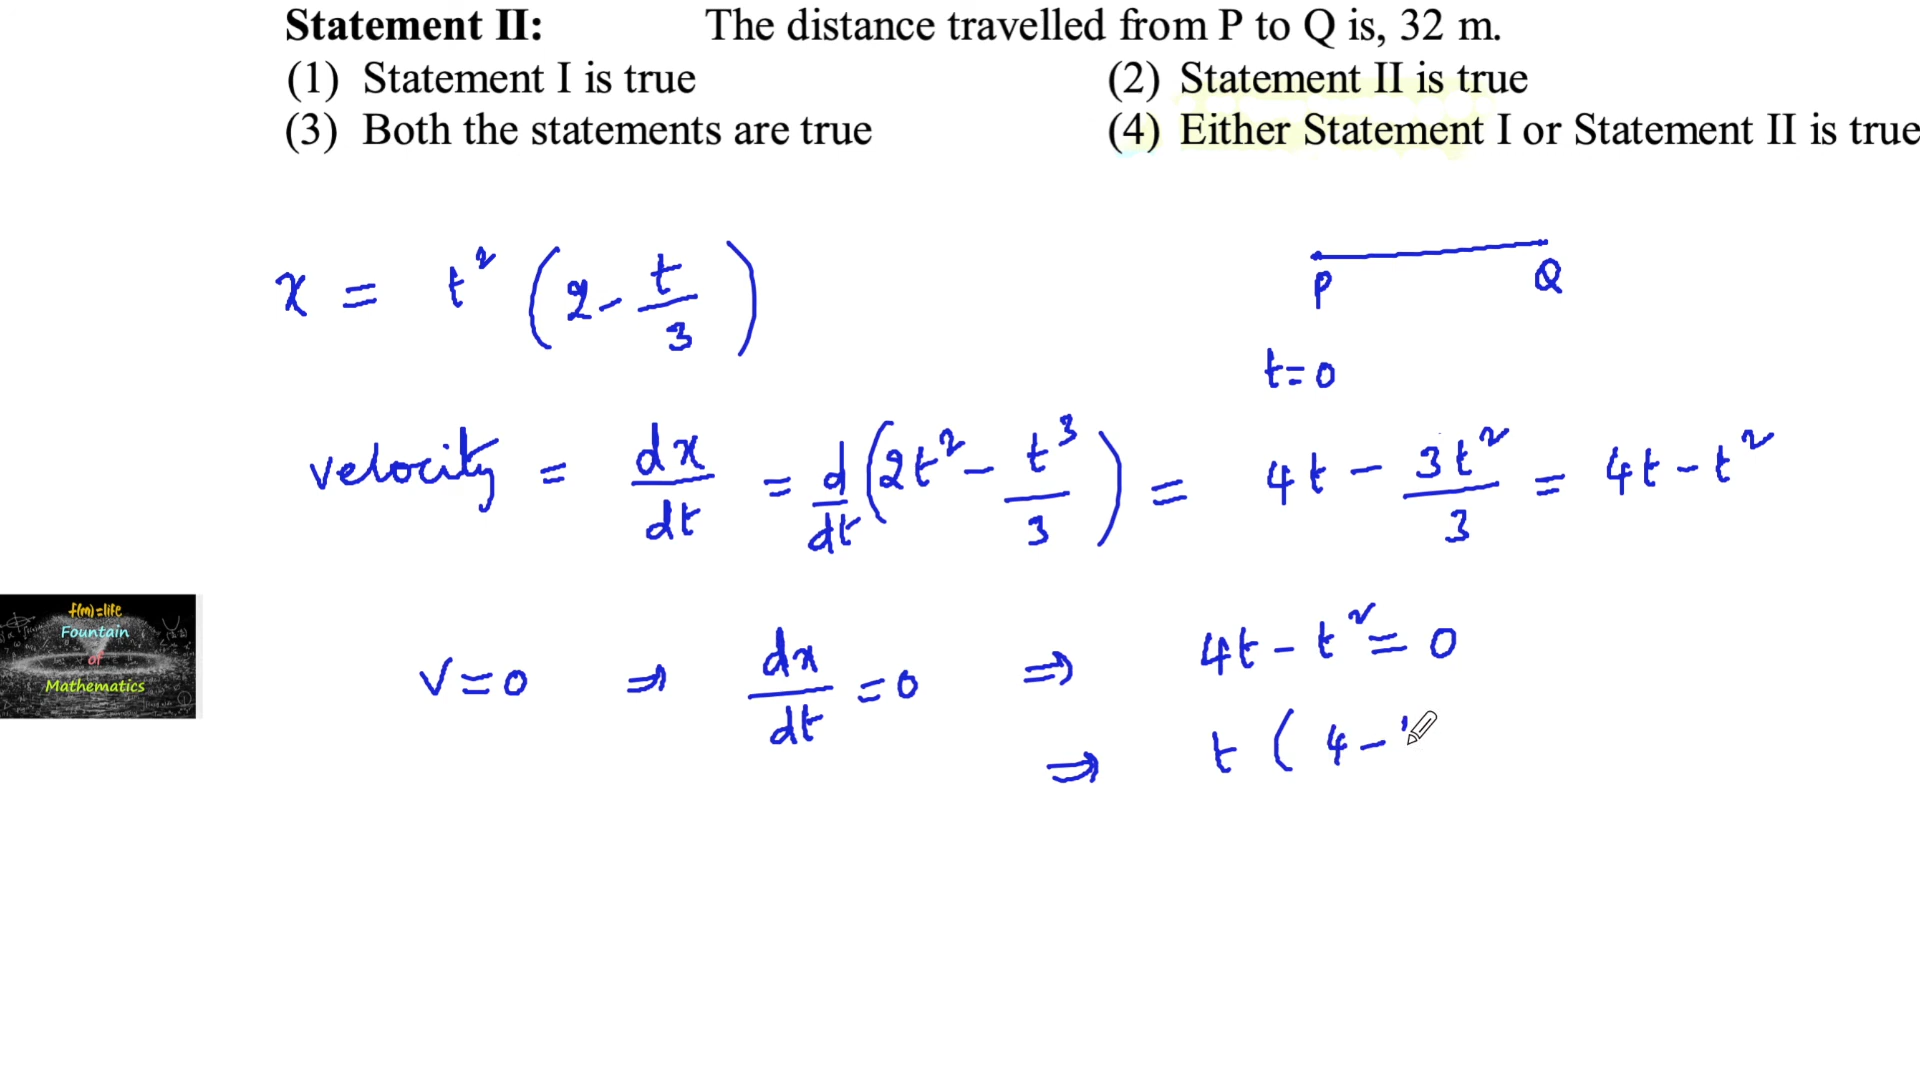 Statement II: The distance travelled from P to Q is, 32 m.
(1) Statement I is true (2) Statement II is true
(3) Both the statements are true (4) Either Statement I or Statement II is true
x = t² (2 - t/3)
P Q
t=0
velocity = dx/dt = d/dt (2t² - t³/3) = 4t - 3t²/3 = 4t - t²
f(m)=life
Fountain
of
Mathematics
v=0 ⇒ dx/dt =0 ⇒ 4t - t² = 0
⇒ t ( 4 -